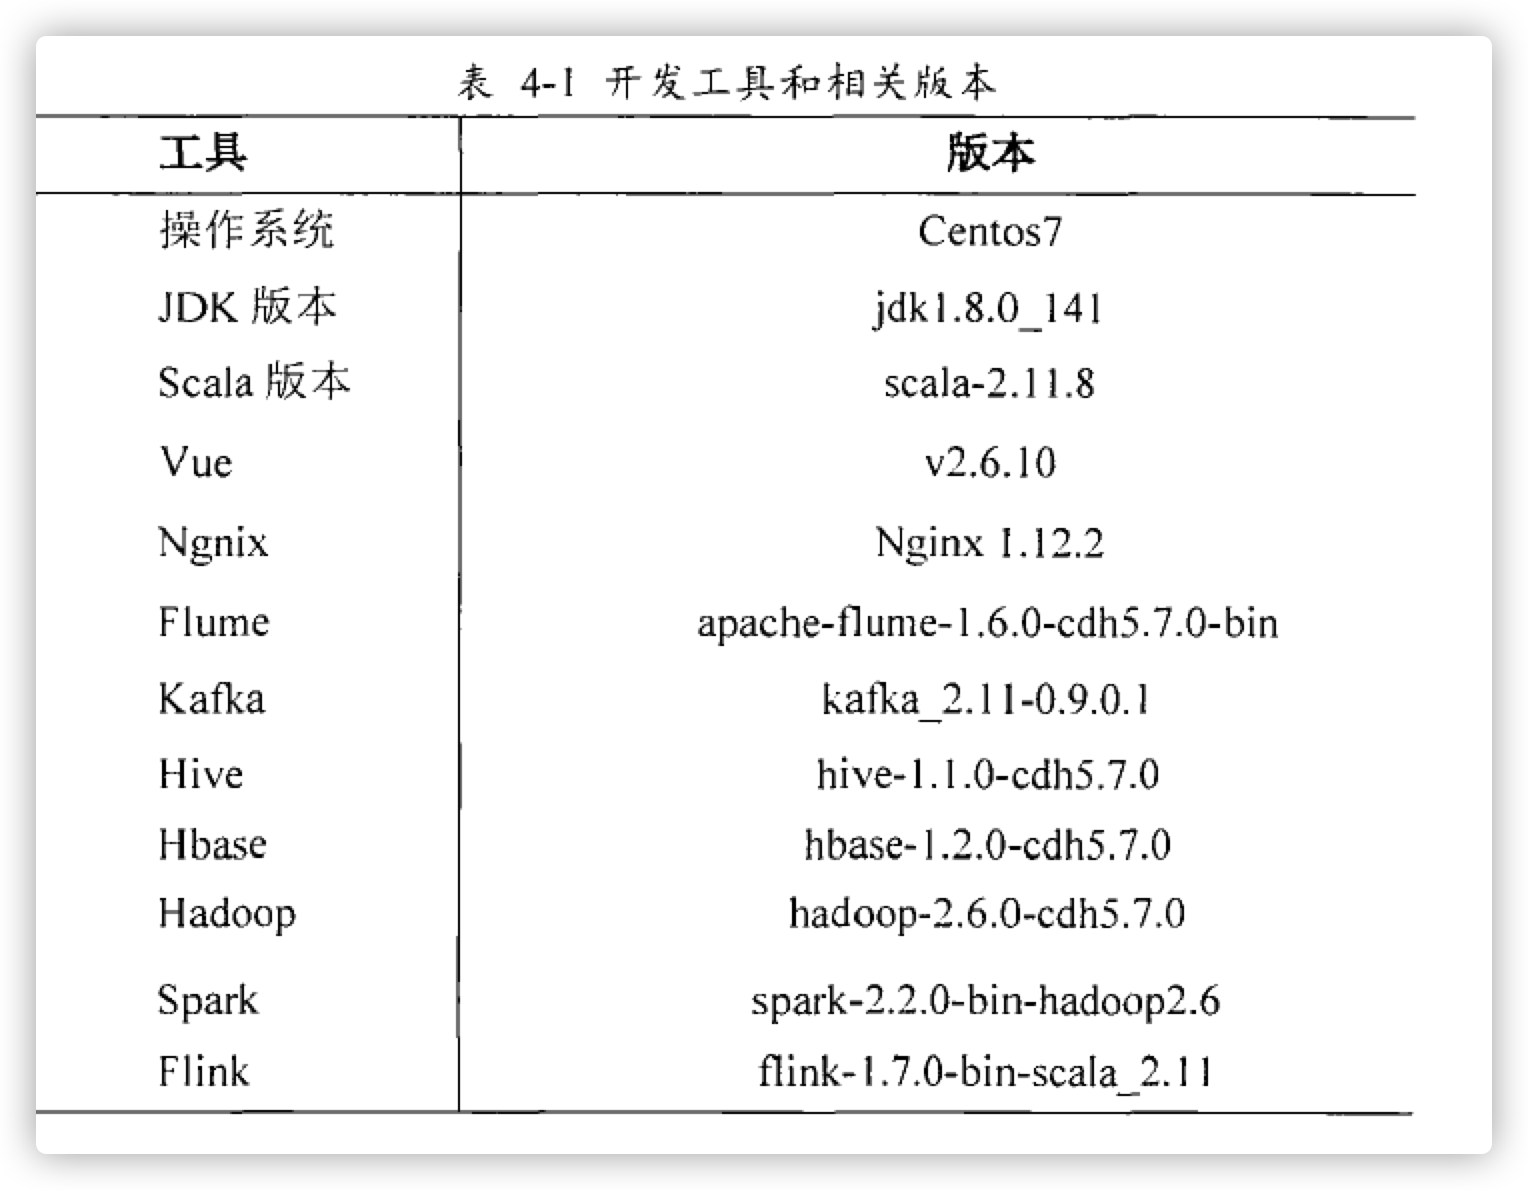 表 4-1 开发工具和相关版本
工具 版本
操作系统 Centos7
JDK 版本 jdk1.8.0_141
Scala 版本 scala-2.11.8
Vue v2.6.10
Ngnix Nginx 1.12.2
Flume apache-flume-1.6.0-cdh5.7.0-bin
Kafka kafka_2.11-0.9.0.1
Hive hive-1.1.0-cdh5.7.0
Hbase hbase-1.2.0-cdh5.7.0
Hadoop hadoop-2.6.0-cdh5.7.0
Spark spark-2.2.0-bin-hadoop2.6
Flink flink-1.7.0-bin-scala_2.11